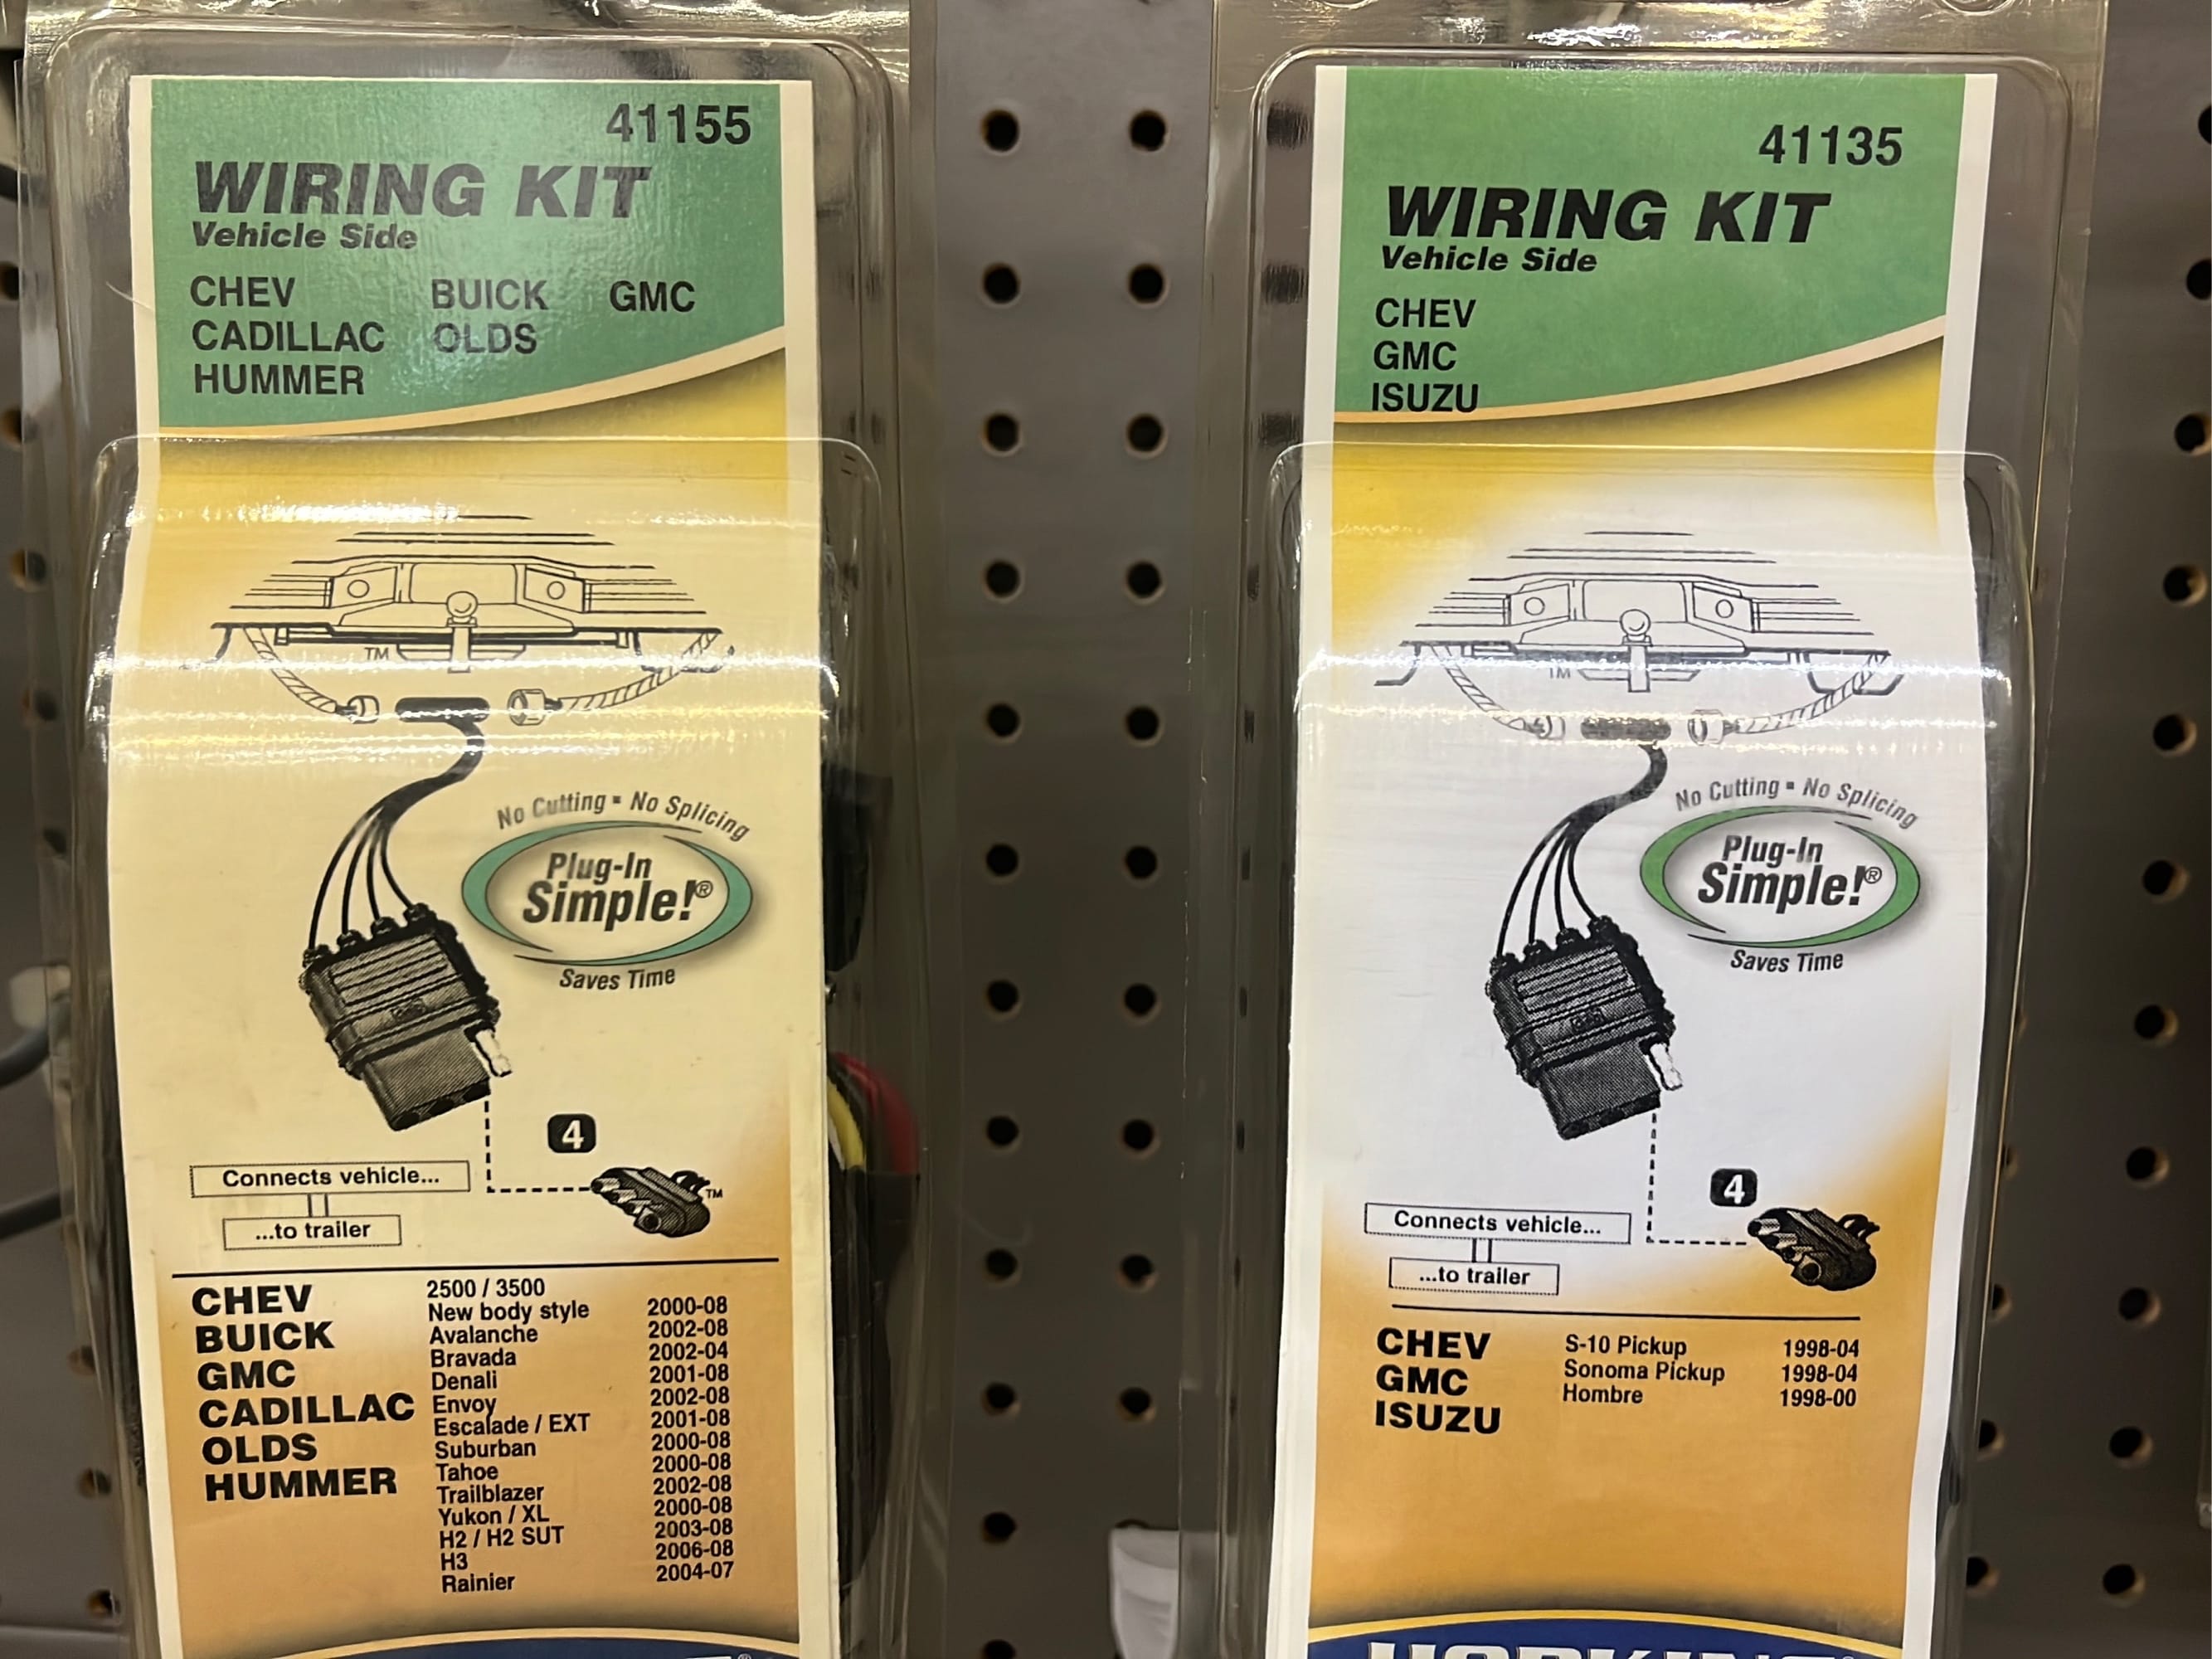 41155
WIRING KIT
Vehicle Side
CHEV BUICK GMC
CADILLAC OLDS
HUMMER
TM
No Cutting ▪ No Splicing
Plug-In
Simple!®
Saves Time
4
Connects vehicle...
...to trailer
TM
CHEV
BUICK
GMC
CADILLAC
OLDS
HUMMER
2500 / 3500
New body style 2000-08
Avalanche 2002-08
Bravada 2002-04
Denali 2001-08
Envoy 2002-08
Escalade / EXT 2001-08
Suburban 2000-08
Tahoe 2000-08
Trailblazer 2002-08
Yukon / XL 2000-08
H2 / H2 SUT 2003-08
H3 2006-08
Rainier 2004-07
®
41135
WIRING KIT
Vehicle Side
CHEV
GMC
ISUZU
TM
No Cutting ▪ No Splicing
Plug-In
Simple!®
Saves Time
4
Connects vehicle...
...to trailer
CHEV
GMC
ISUZU
S-10 Pickup 1998-04
Sonoma Pickup 1998-04
Hombre 1998-00
HOPKINS®